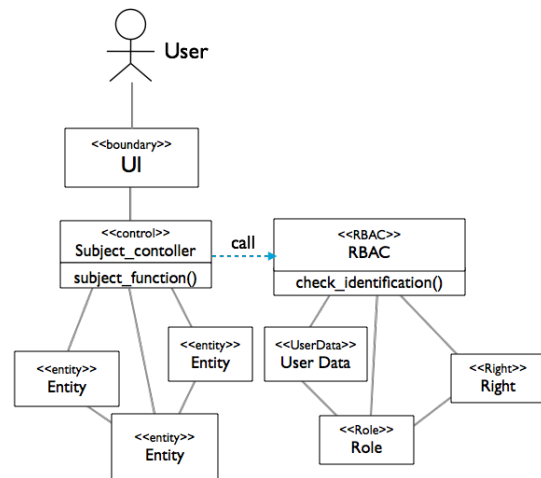 User
<<boundary>>
UI
<<control>>
Subject_contoller
subject_function()
call
<<RBAC>>
RBAC
check_identification()
<<entity>>
Entity
<<entity>>
Entity
<<entity>>
Entity
<<UserData>>
User Data
<<Right>>
Right
<<Role>>
Role